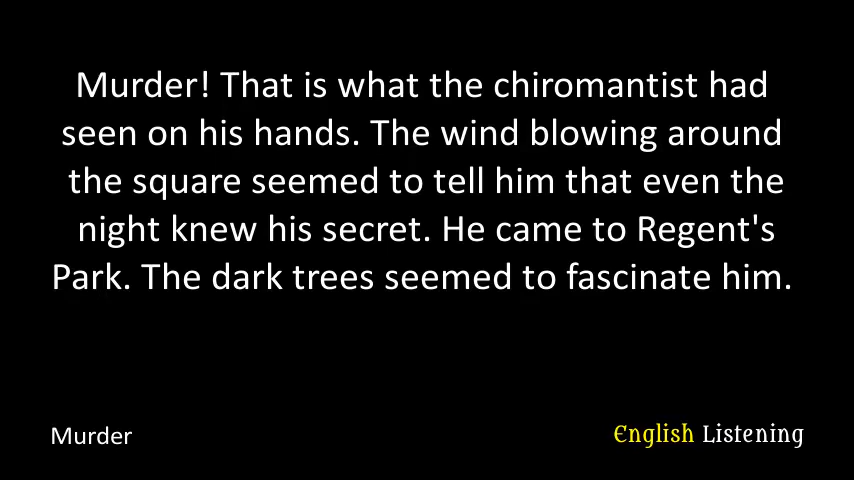 Murder! That is what the chiromantist had
seen on his hands. The wind blowing around
the square seemed to tell him that even the
night knew his secret. He came to Regent's
Park. The dark trees seemed to fascinate him.
Murder
English Listening